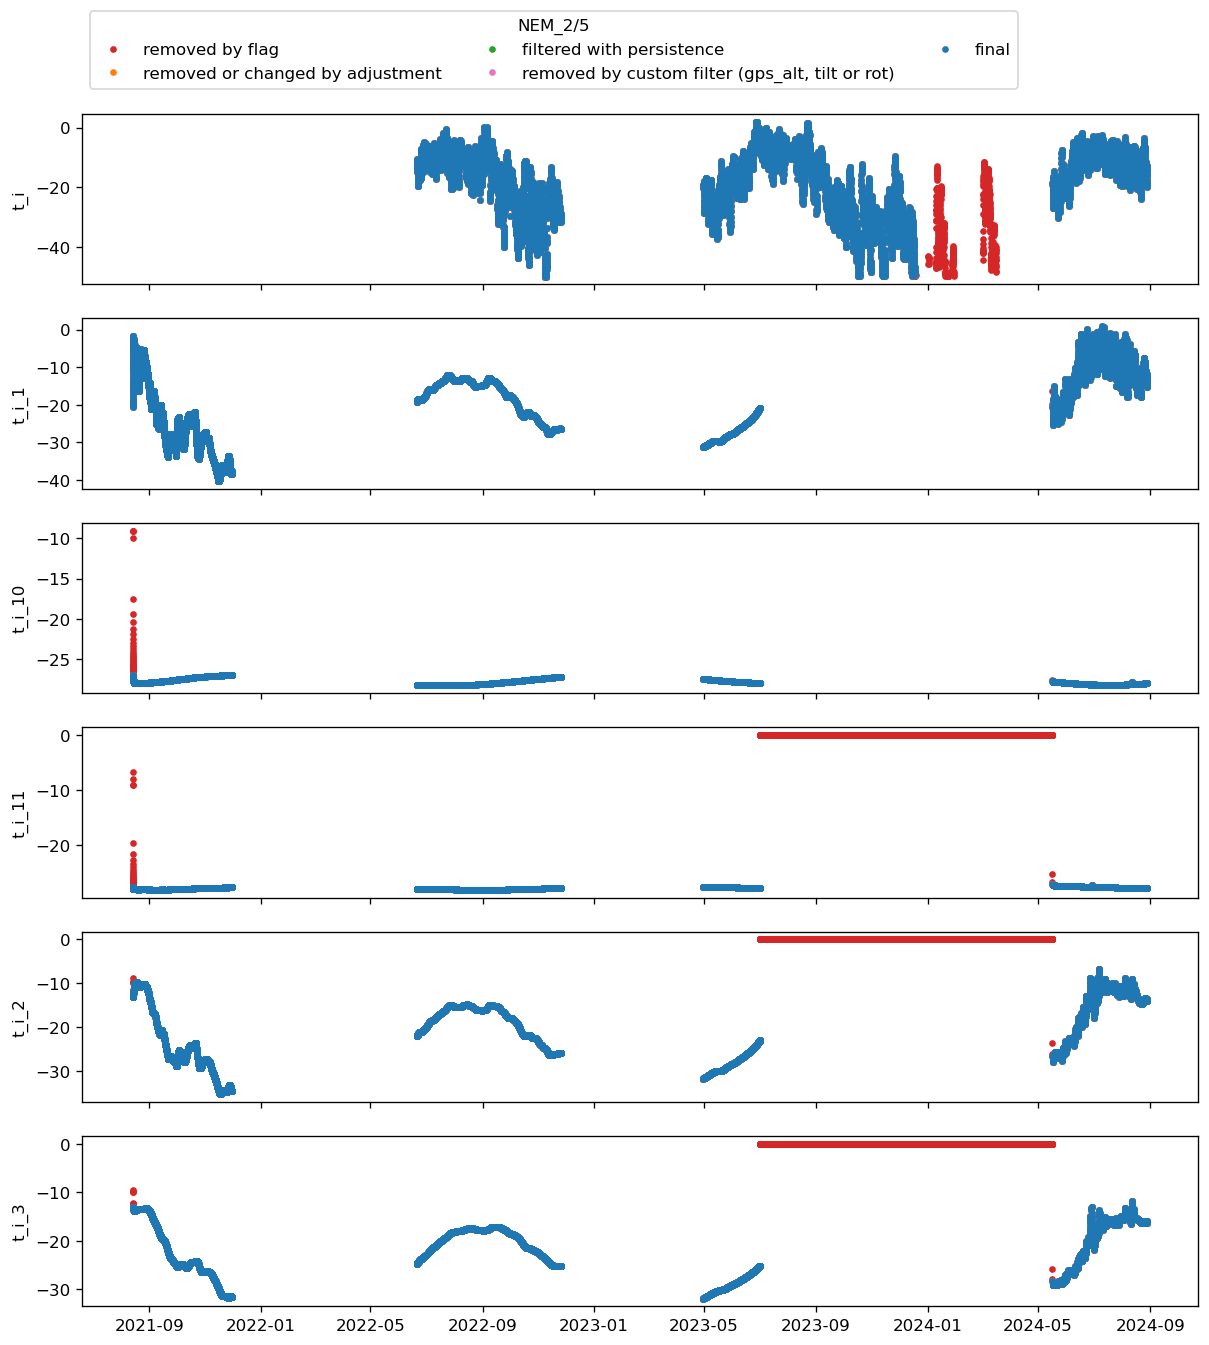 NEM_2/5
removed by flag
filtered with persistence
final
removed or changed by adjustment
removed by custom filter (gps_alt, tilt or rot)
t_i
0
−20
−40
t_i_1
0
−10
−20
−30
−40
t_i_10
−10
−15
−20
−25
t_i_11
0
−10
−20
t_i_2
0
−10
−20
−30
t_i_3
0
−10
−20
−30
2021-09
2022-01
2022-05
2022-09
2023-01
2023-05
2023-09
2024-01
2024-05
2024-09